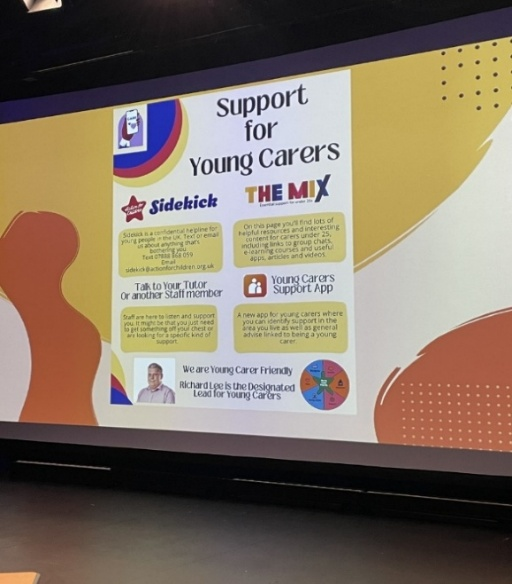 Support
for
Young Carers
Sidekick
THE MIX
Essential support for under 25s
Sidekick is a confidential helpline for
young people in the UK. Text or email
us about anything that's
bothering you
Text 07888 868 059
Email
sidekick@actionforchildren.org.uk
On this page you'll find lots of
helpful resources and interesting
content for carers under 25,
including links to group chats,
e-learning courses and useful
apps, articles and videos
Talk to Your Tutor
Or another Staff member
Young Carers
Support App
Staff are here to listen and support
you. It might be that you just need
to get something off your chest or
are looking for a specific kind of
support.
A new app for young carers where
you can identify support in the
area you live as well as general
advise linked to being a young
carer.
We are Young Carer Friendly
Richard Lee is the Designated
Lead for Young Carers